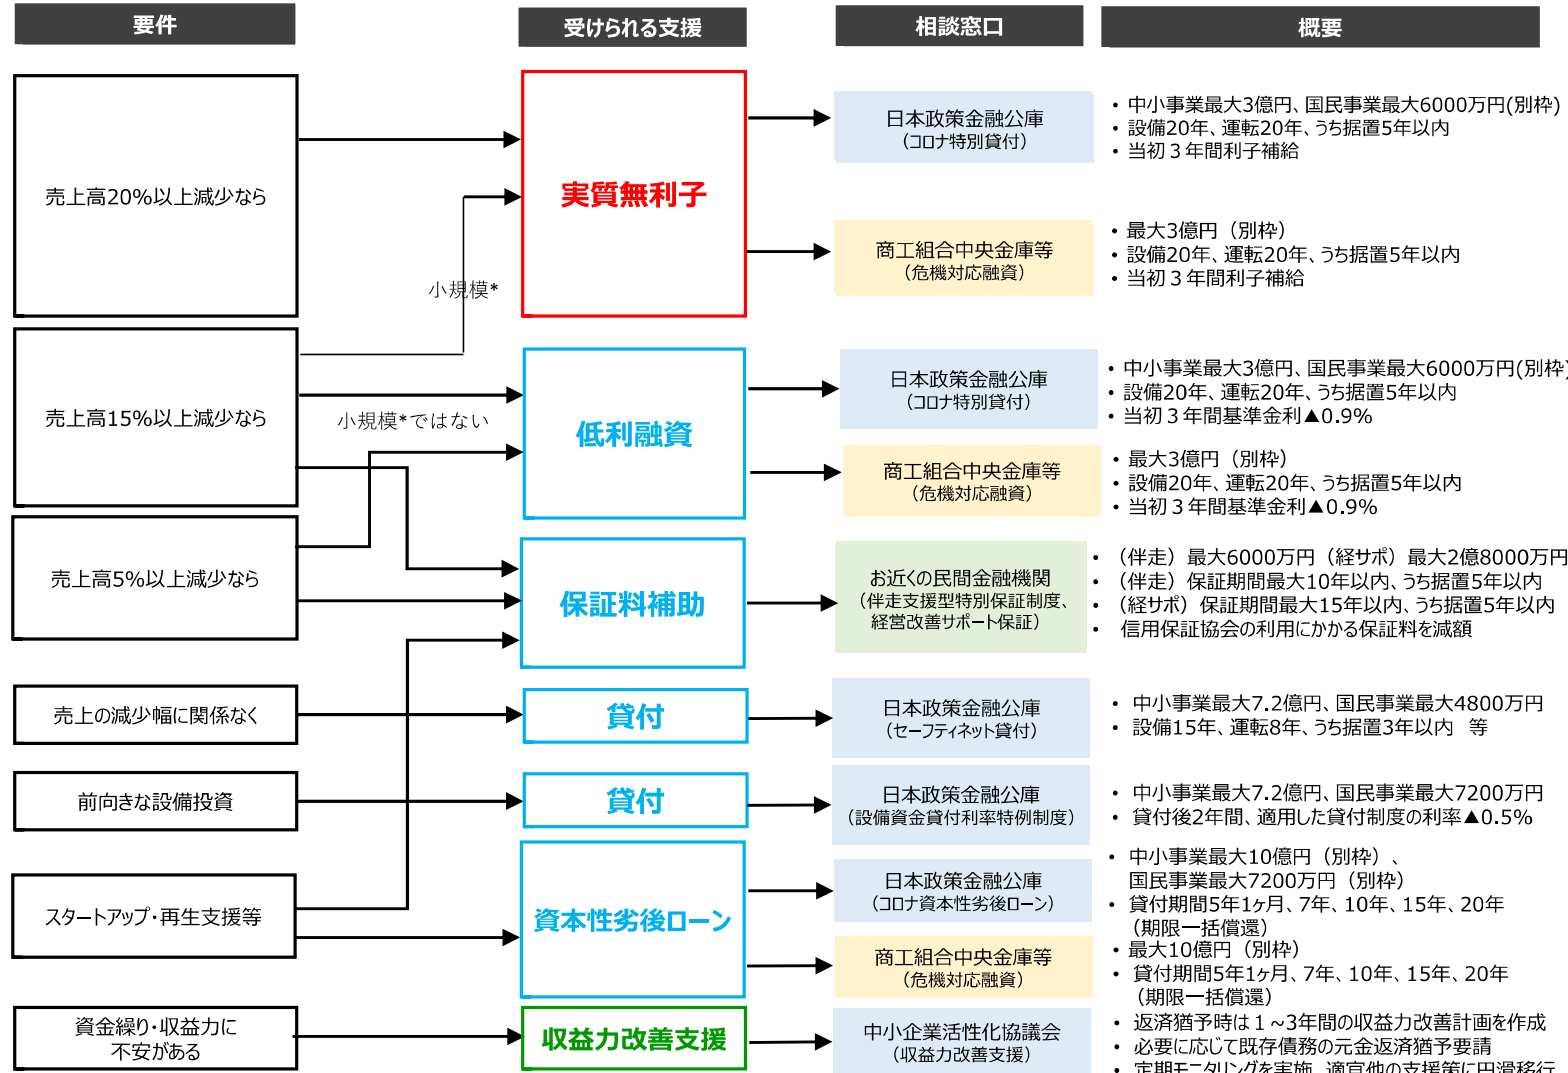 要件
受けられる支援
相談窓口
概要
売上高20%以上減少なら
小規模*
実質無利子
日本政策金融公庫
(コロナ特別貸付)
・中小事業最大3億円、国民事業最大6000万円(別枠)
・設備20年、運転20年、うち据置5年以内
・当初３年間利子補給
商工組合中央金庫等
(危機対応融資)
・最大3億円（別枠）
・設備20年、運転20年、うち据置5年以内
・当初３年間利子補給
売上高15%以上減少なら
小規模*ではない
低利融資
日本政策金融公庫
(コロナ特別貸付)
・中小事業最大3億円、国民事業最大6000万円(別枠)
・設備20年、運転20年、うち据置5年以内
・当初３年間基準金利▲0.9%
商工組合中央金庫等
(危機対応融資)
・最大3億円（別枠）
・設備20年、運転20年、うち据置5年以内
・当初３年間基準金利▲0.9%
売上高5%以上減少なら
保証料補助
お近くの民間金融機関
(伴走支援型特別保証制度、
経営改善サポート保証)
・（伴走）最大6000万円（経サポ）最大2億8000万円
・（伴走）保証期間最大10年以内、うち据置5年以内
・（経サポ）保証期間最大15年以内、うち据置5年以内
・信用保証協会の利用にかかる保証料を減額
売上の減少幅に関係なく
貸付
日本政策金融公庫
(セーフティネット貸付)
・中小事業最大7.2億円、国民事業最大4800万円
・設備15年、運転8年、うち据置3年以内　等
前向きな設備投資
貸付
日本政策金融公庫
(設備資金貸付利率特例制度)
・中小事業最大7.2億円、国民事業最大7200万円
・貸付後2年間、適用した貸付制度の利率▲0.5%
スタートアップ・再生支援等
資本性劣後ローン
日本政策金融公庫
(コロナ資本性劣後ローン)
・中小事業最大10億円（別枠）、
国民事業最大7200万円（別枠）
・貸付期間5年1ヶ月、7年、10年、15年、20年
（期限一括償還）
商工組合中央金庫等
(危機対応融資)
・最大10億円（別枠）
・貸付期間5年1ヶ月、7年、10年、15年、20年
（期限一括償還）
資金繰り・収益力に
不安がある
収益力改善支援
中小企業活性化協議会
(収益力改善支援)
・返済猶予時は１~3年間の収益力改善計画を作成
・必要に応じて既存債務の元金返済猶予要請
・定期モニタリングを実施、適宜他の支援策に円滑移行